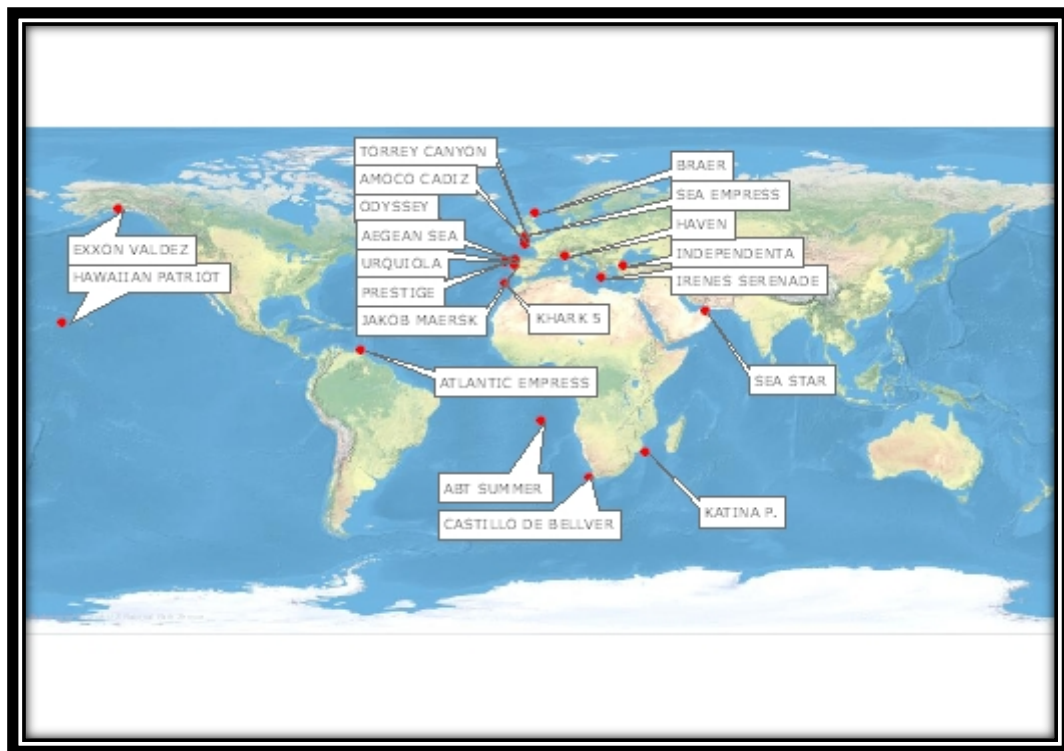 TORREY CANYON
AMOCO CADIZ
ODYSSEY
AEGEAN SEA
URQUIOLA
PRESTIGE
JAKOB MAERSK
KHARK 5
BRAER
SEA EMPRESS
HAVEN
INDEPENDENTA
IRENES SERENADE
EXXON VALDEZ
HAWAIIAN PATRIOT
ATLANTIC EMPRESS
SEA STAR
ABT SUMMER
CASTILLO DE BELLVER
KATINA P.